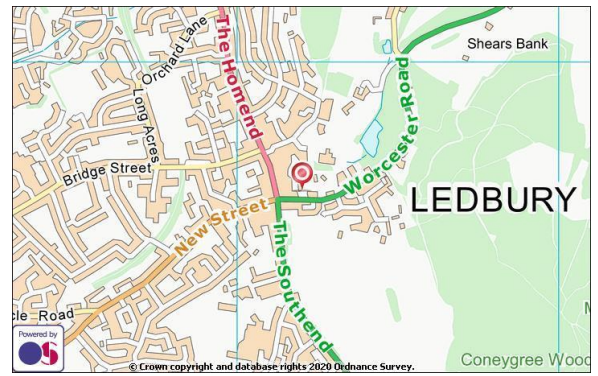 Shears Bank
Orchard Lane
The Homend
Long Acres
Worcester Road
Bridge Street
LEDBURY
New Street
The Southend
cle Road
M
Coneygree Wood
Powered by
OS
© Crown copyright and database rights 2020 Ordnance Survey.